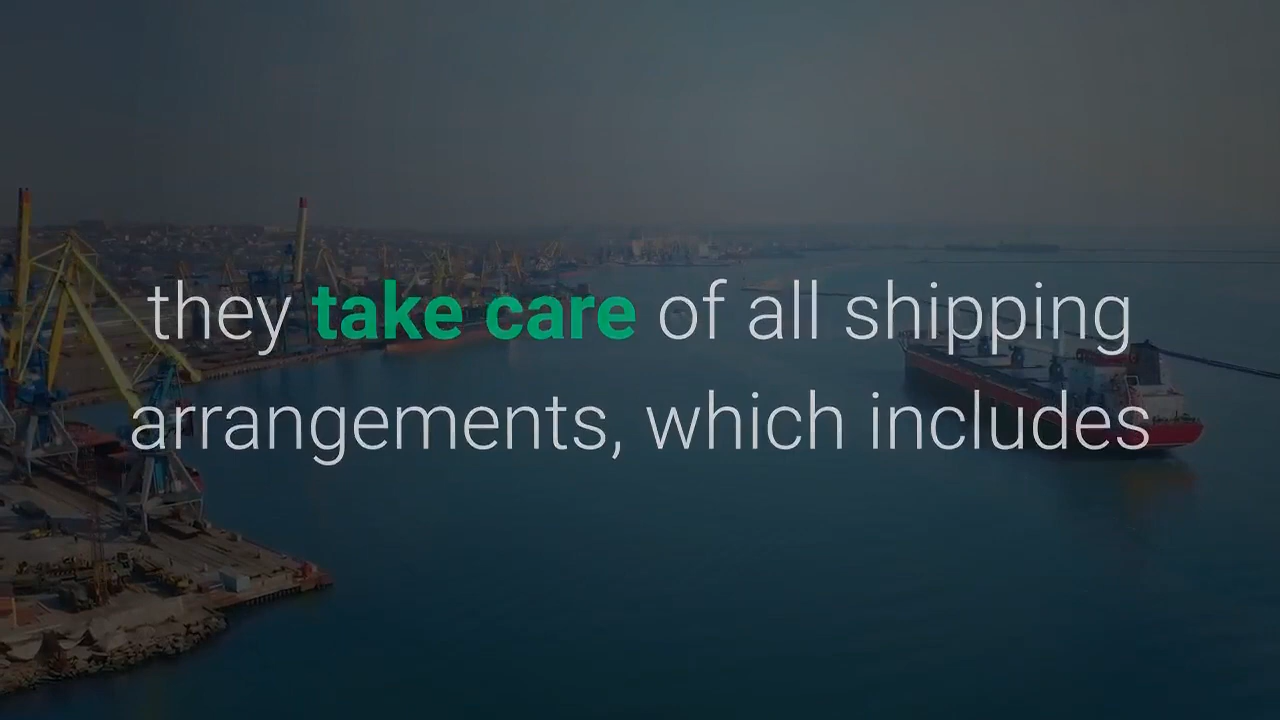 they take care of all shipping
arrangements, which includes